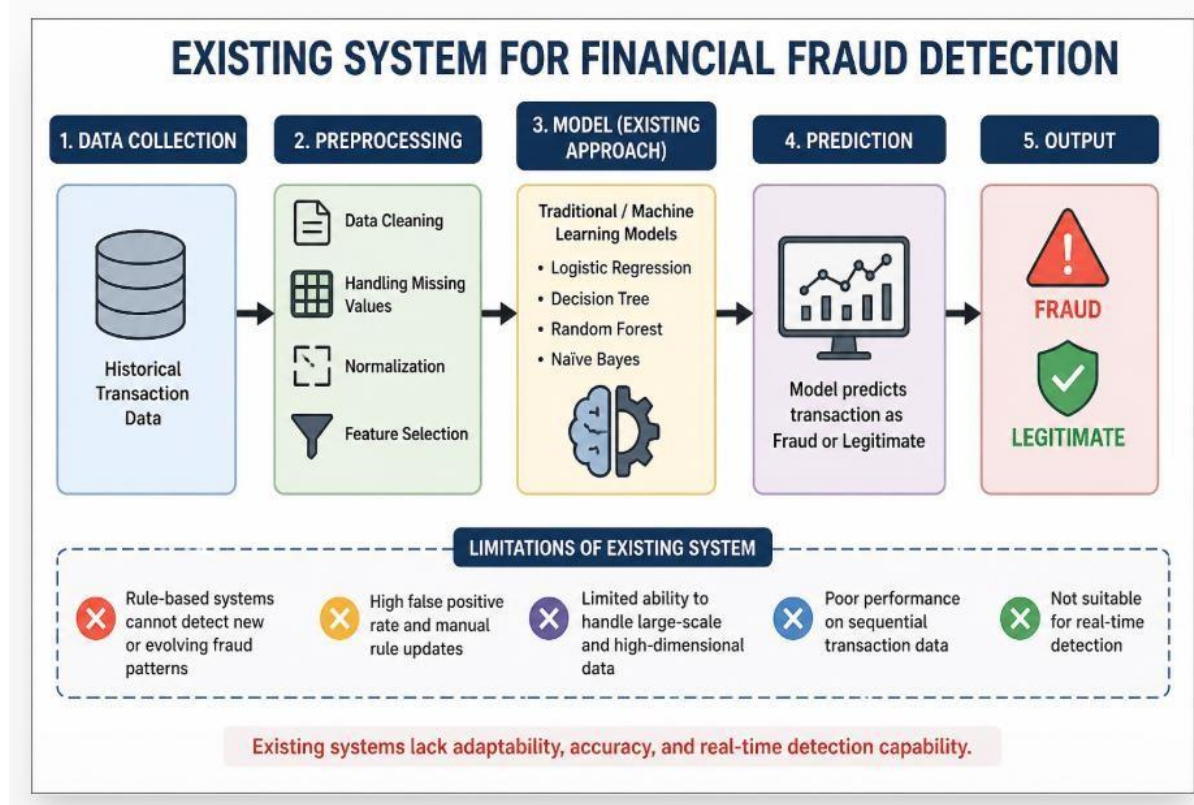 EXISTING SYSTEM FOR FINANCIAL FRAUD DETECTION
1. DATA COLLECTION
Historical
Transaction
Data
2. PREPROCESSING
Data Cleaning
Handling Missing
Values
Normalization
Feature Selection
3. MODEL (EXISTING
APPROACH)
Traditional / Machine
Learning Models
• Logistic Regression
• Decision Tree
• Random Forest
• Naïve Bayes
4. PREDICTION
Model predicts
transaction as
Fraud or Legitimate
5. OUTPUT
FRAUD
LEGITIMATE
LIMITATIONS OF EXISTING SYSTEM
Rule-based systems
cannot detect new
or evolving fraud
patterns
High false positive
rate and manual
rule updates
Limited ability to
handle large-scale
and high-dimensional
data
Poor performance
on sequential
transaction data
Not suitable
for real-time
detection
Existing systems lack adaptability, accuracy, and real-time detection capability.